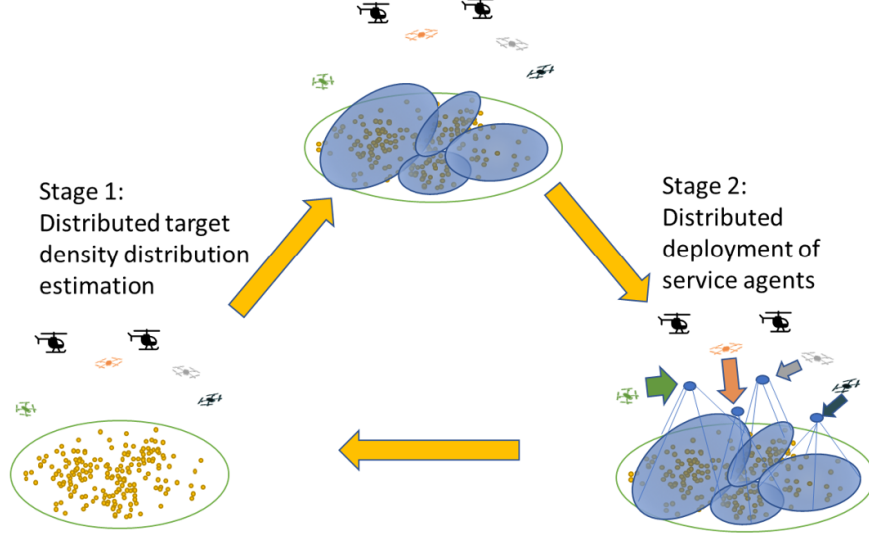 Stage 1:
Distributed target
density distribution
estimation
Stage 2:
Distributed
deployment of
service agents